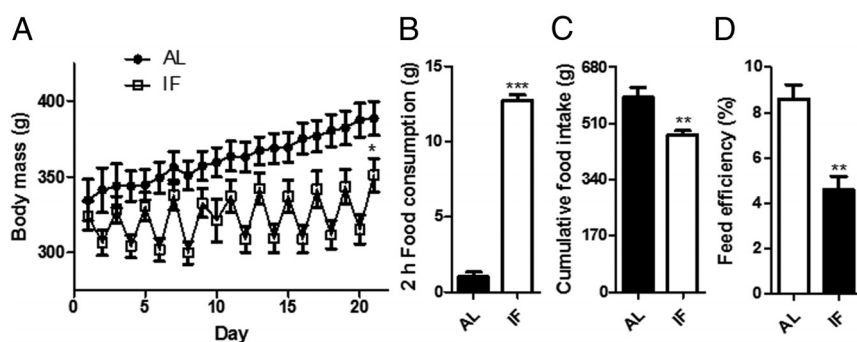 A
AL
IF
Body mass (g)
400
350
300
0
5
10
15
20
Day
*
B
2 h Food consumption (g)
15
10
5
0
***
AL
IF
C
Cumulative food intake (g)
680
510
340
170
0
**
AL
IF
D
Feed efficiency (%)
10
8
6
4
2
0
**
AL
IF